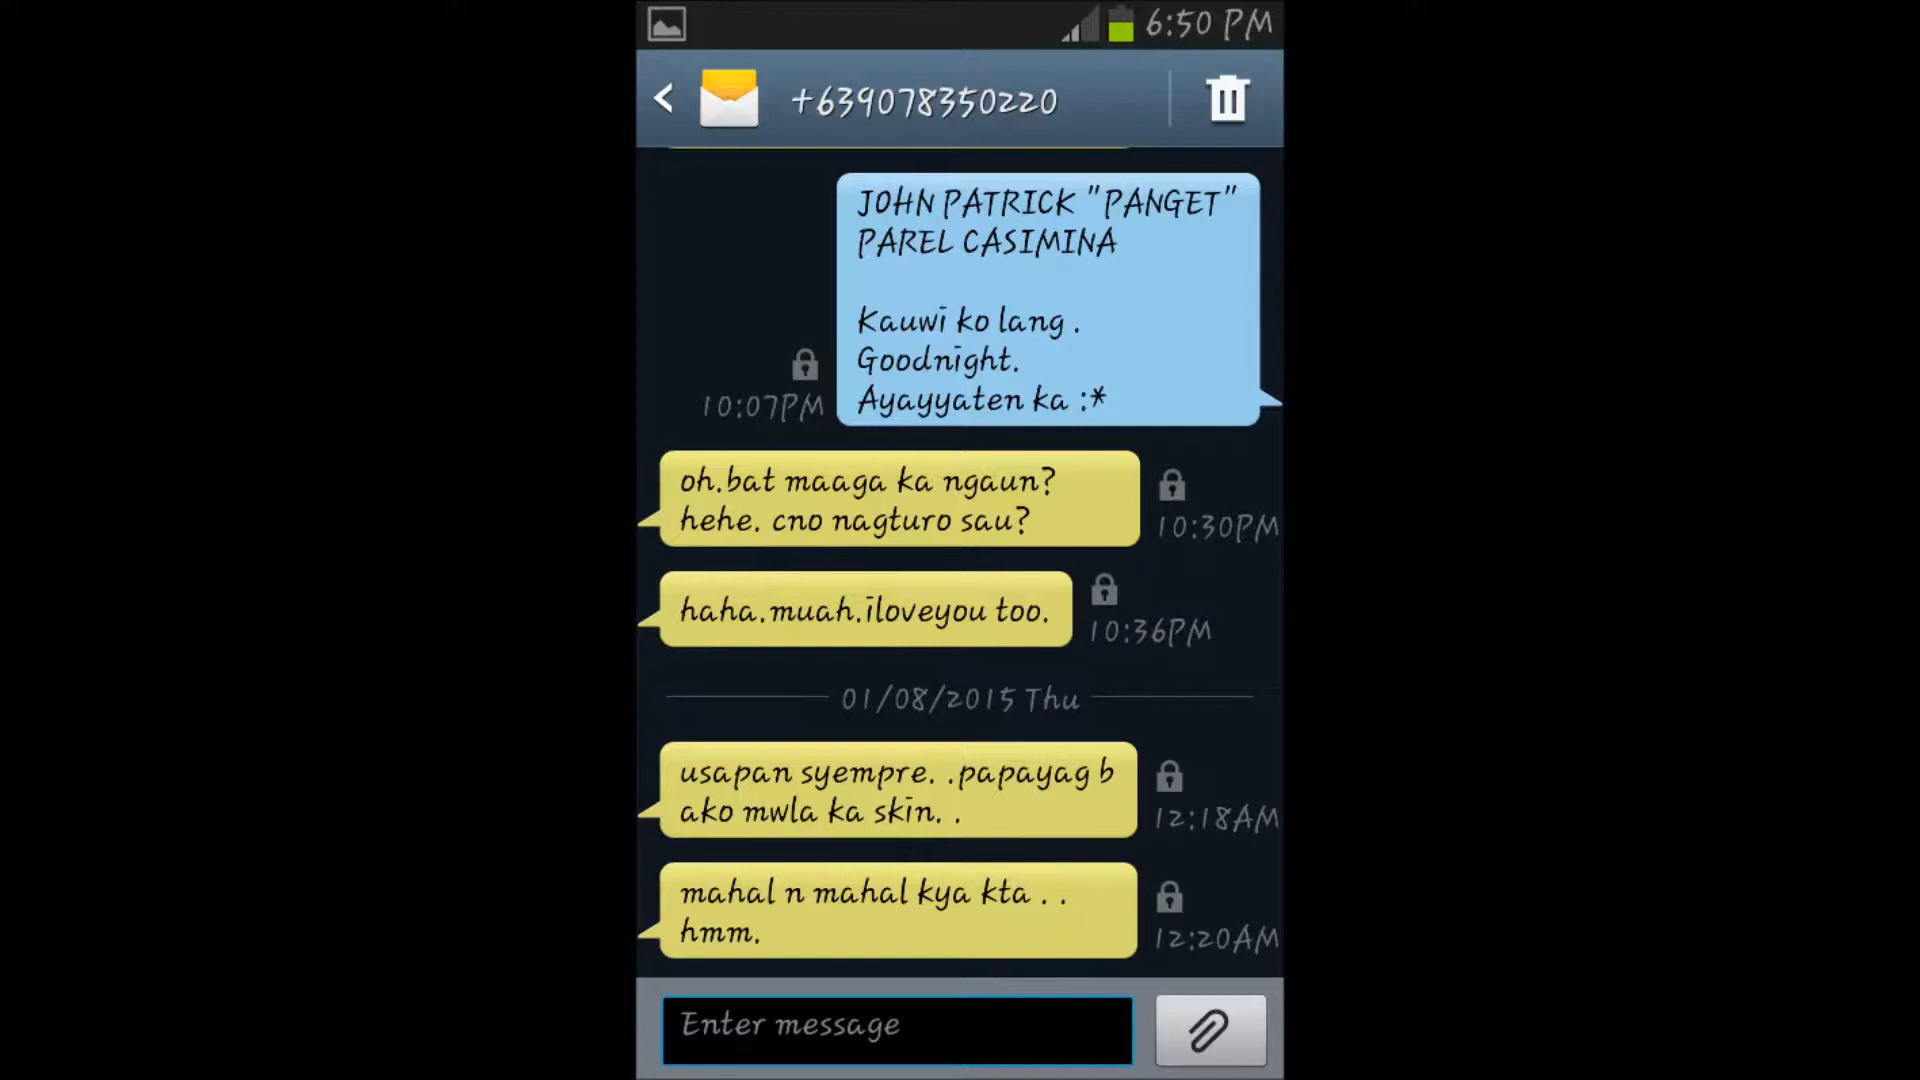 6:50 PM
+639078350220
JOHN PATRICK "PANGET"
PAREL CASIMINA
Kauwi ko lang .
Goodnight.
Ayayyaten ka :*
10:07PM
oh.bat maaga ka ngaun?
hehe. cno nagturo sau?
10:30PM
haha.muah.iloveyou too.
10:36PM
01/08/2015 Thu
usapan syempre. .papayag b
ako mwla ka skin. .
12:18AM
mahal n mahal kya kta . .
hmm.
12:20AM
Enter message